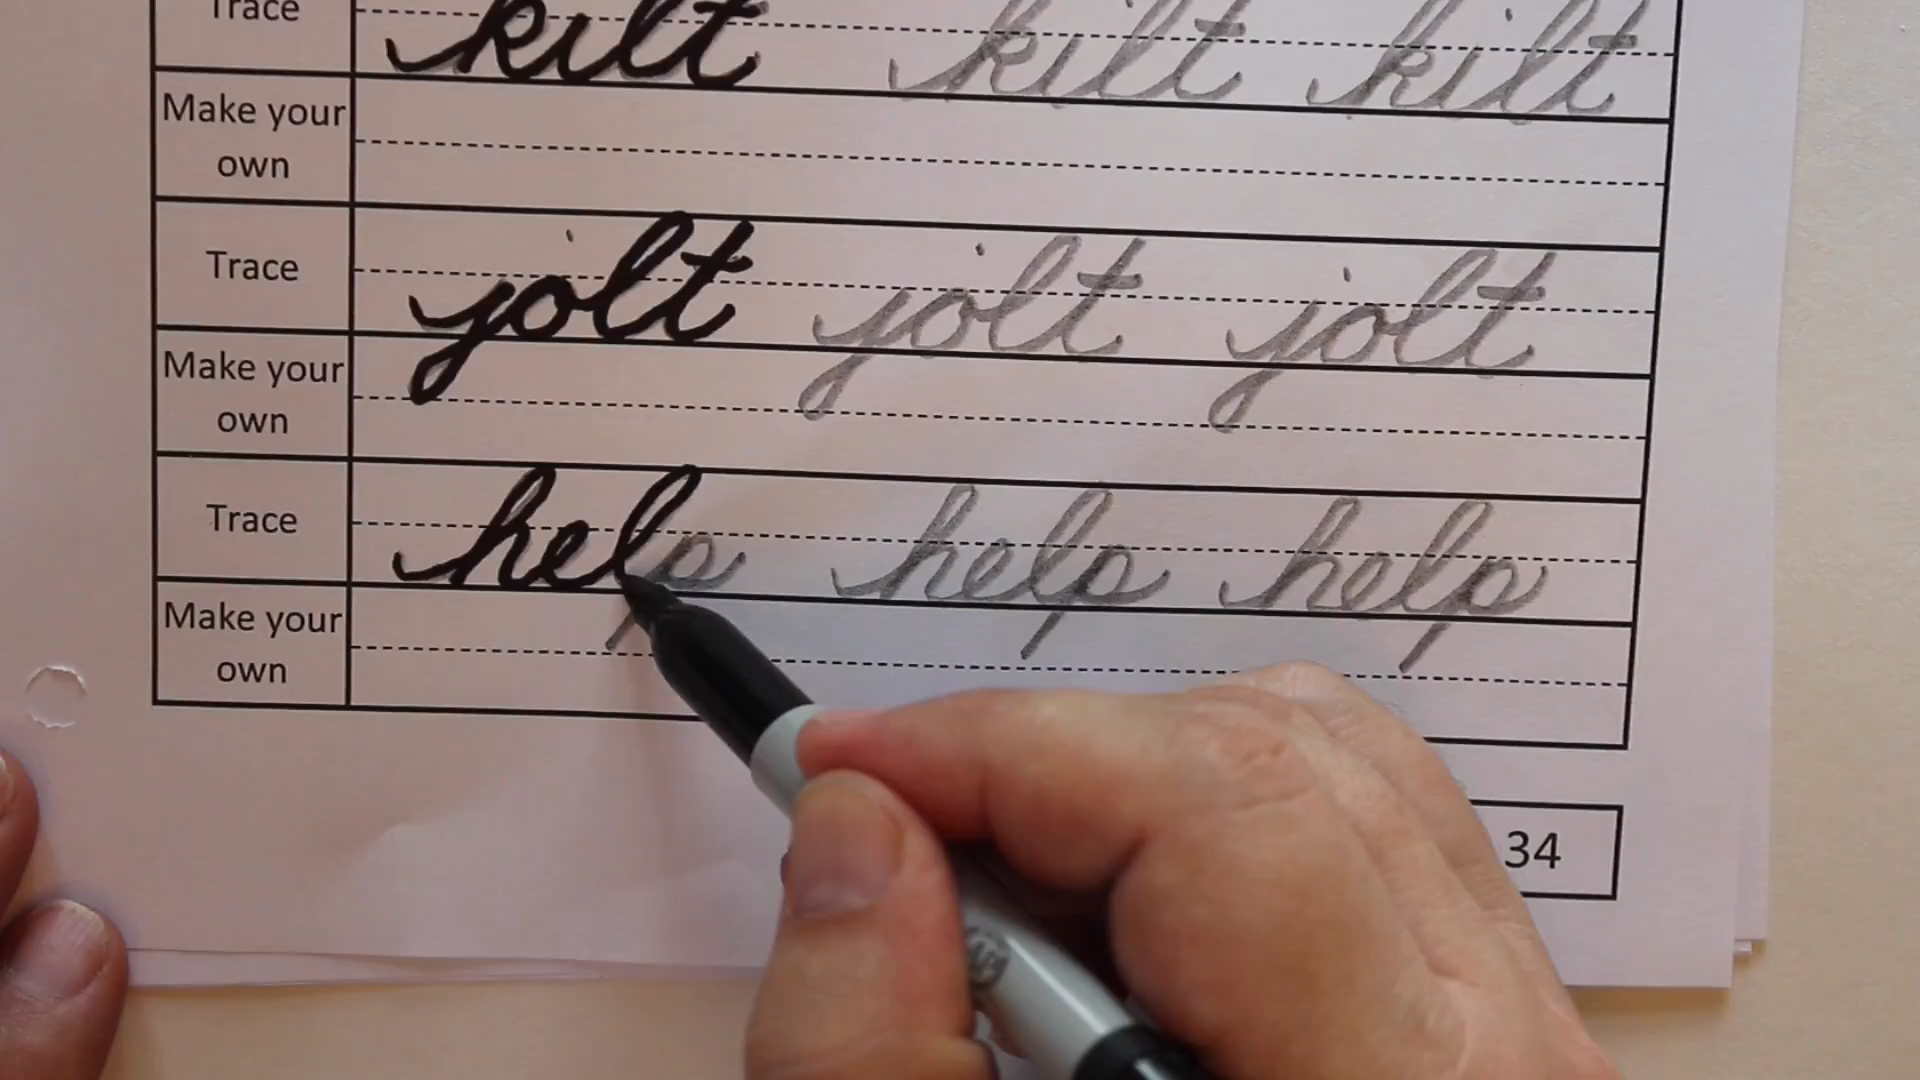 Trace kilt kilt kilt
Make your
own
Trace jolt jolt jolt
Make your
own
Trace help help help
Make your
own
34